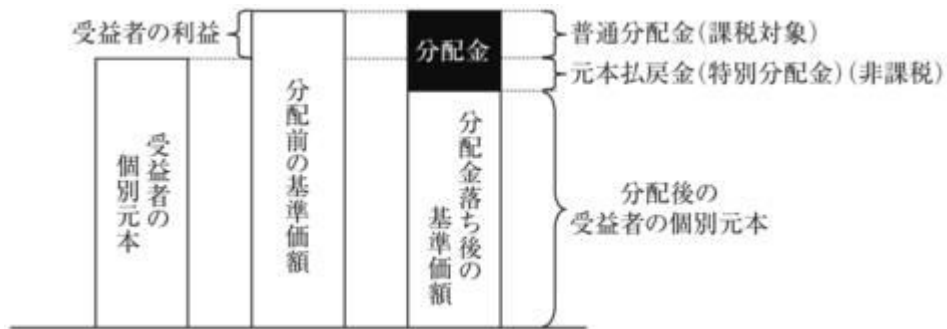 受益者の利益
受益者の
個別元本
分配前の基準価額
分配金
分配金落ち後の
基準価額
普通分配金(課税対象)
元本払戻金(特別分配金)(非課税)
分配後の
受益者の個別元本